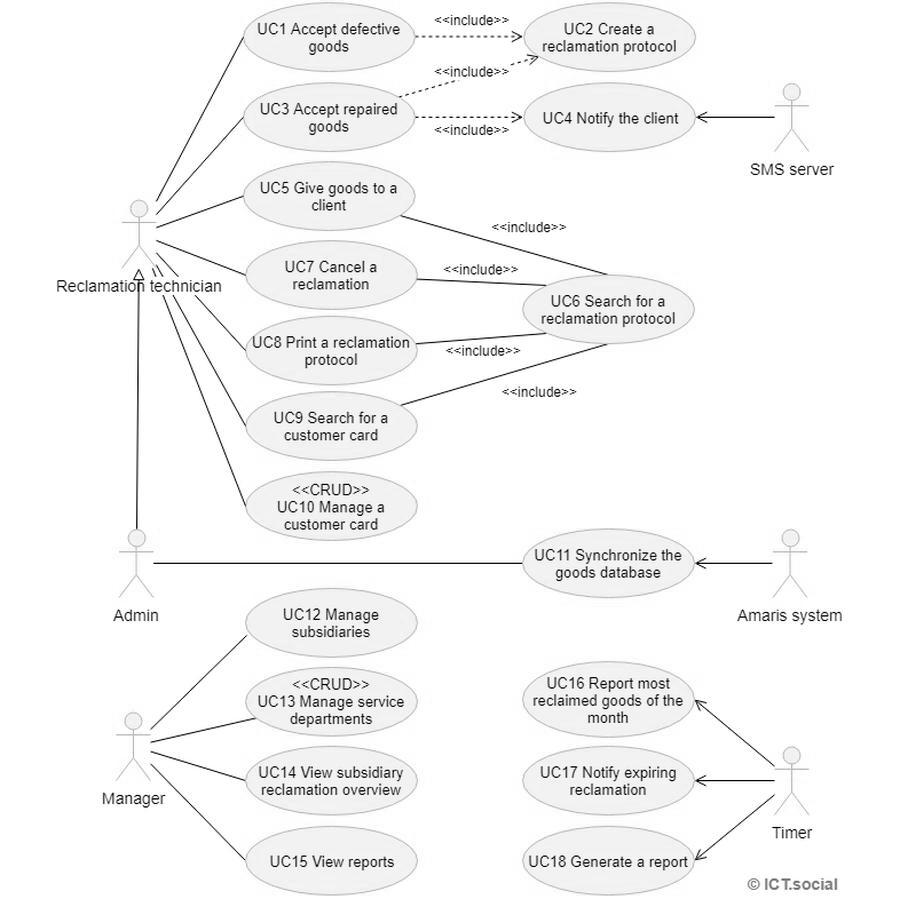 UC1 Accept defective
goods
<<include>>
UC2 Create a
reclamation protocol
<<include>>
UC3 Accept repaired
goods
<<include>>
UC4 Notify the client
SMS server
UC5 Give goods to a
client
<<include>>
Reclamation technician
UC7 Cancel a
reclamation
<<include>>
UC6 Search for a
reclamation protocol
UC8 Print a reclamation
protocol
<<include>>
UC9 Search for a
customer card
<<include>>
<<CRUD>>
UC10 Manage a
customer card
Admin
UC11 Synchronize the
goods database
Amaris system
UC12 Manage
subsidiaries
<<CRUD>>
UC13 Manage service
departments
UC16 Report most
reclaimed goods of the
month
Manager
UC14 View subsidiary
reclamation overview
UC17 Notify expiring
reclamation
Timer
UC15 View reports
UC18 Generate a report
© ICT.social